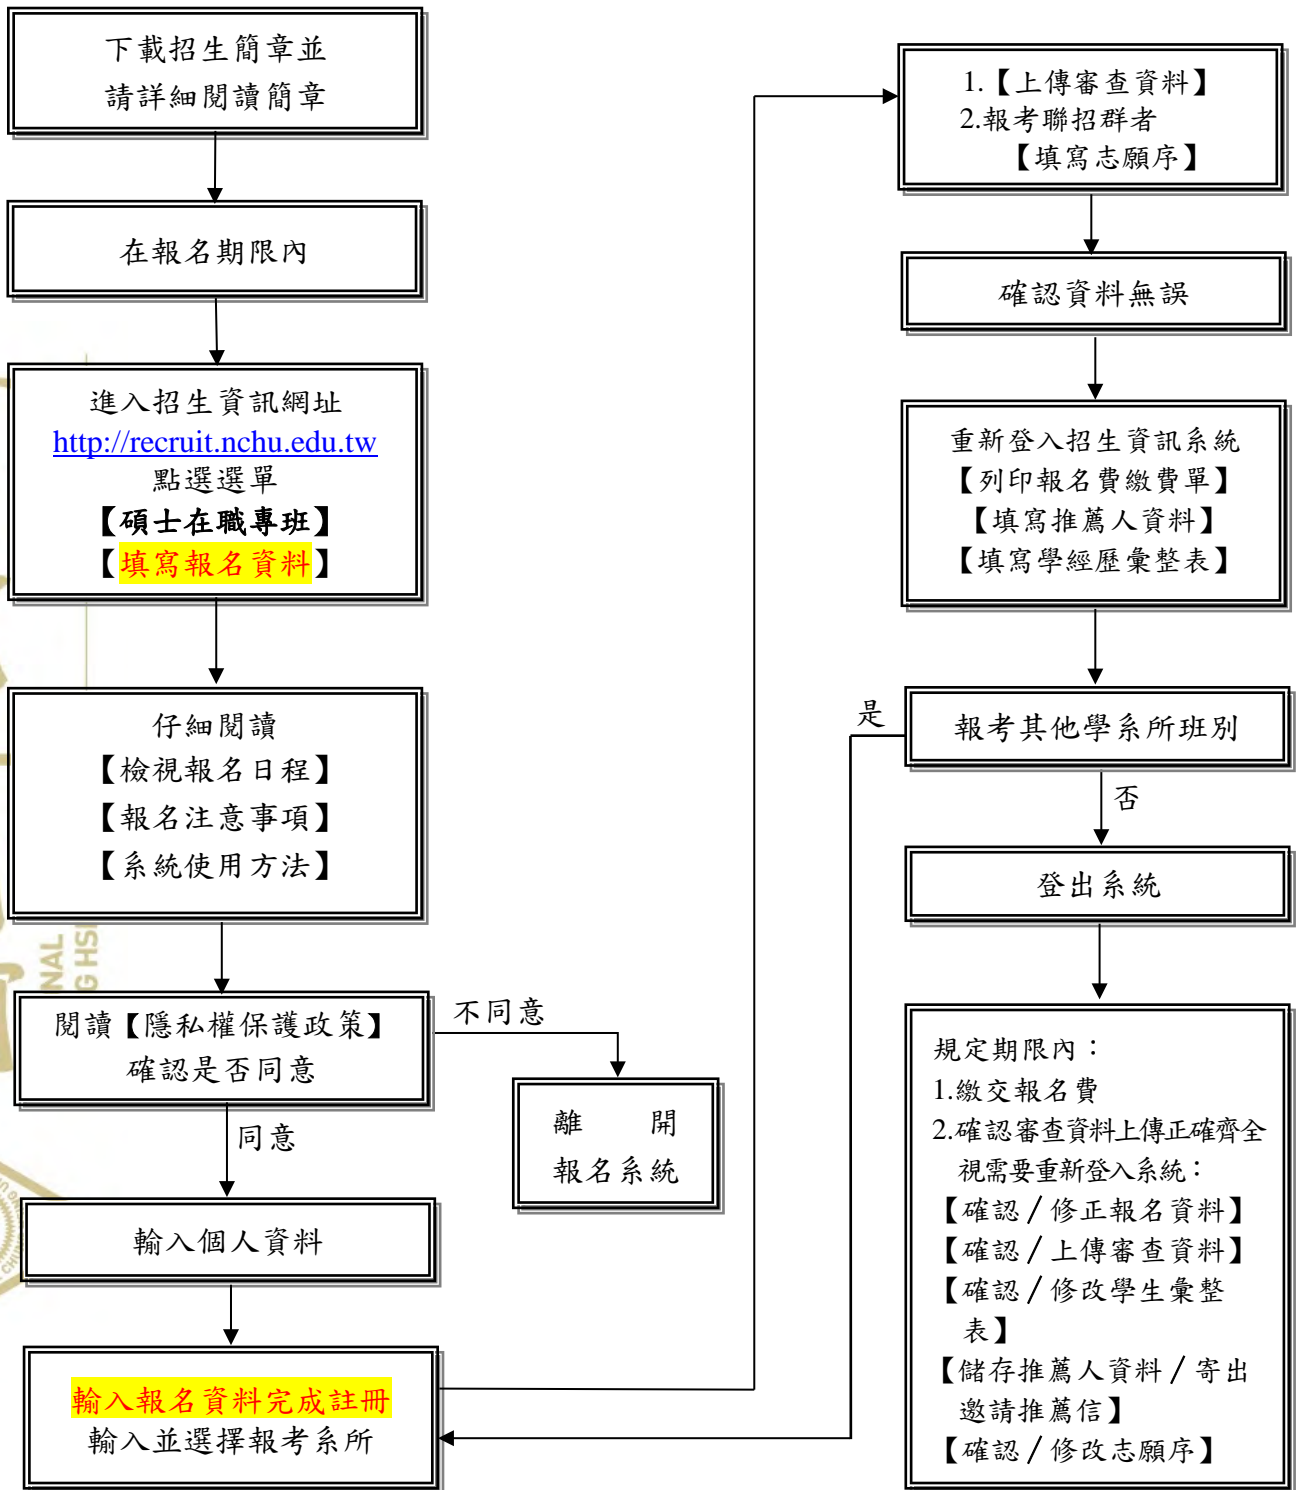 下載招生簡章並
請詳細閱讀簡章
在報名期限內
進入招生資訊網址
http://recruit.nchu.edu.tw
點選選單
【碩士在職專班】
【填寫報名資料】
仔細閱讀
【檢視報名日程】
【報名注意事項】
【系統使用方法】
閱讀【隱私權保護政策】
確認是否同意
不同意
離 開
報名系統
同意
輸入個人資料
輸入報名資料完成註冊
輸入並選擇報考系所
1.【上傳審查資料】
2.報考聯招群者
【填寫志願序】
確認資料無誤
重新登入招生資訊系統
【列印報名費繳費單】
【填寫推薦人資料】
【填寫學經歷彙整表】
報考其他學系所班別
是
否
登出系統
規定期限內：
1.繳交報名費
2.確認審查資料上傳正確齊全
視需要重新登入系統：
【確認／修正報名資料】
【確認／上傳審查資料】
【確認／修改學生彙整
表】
【儲存推薦人資料／寄出
邀請推薦信】
【確認／修改志願序】
NAL
G HSI